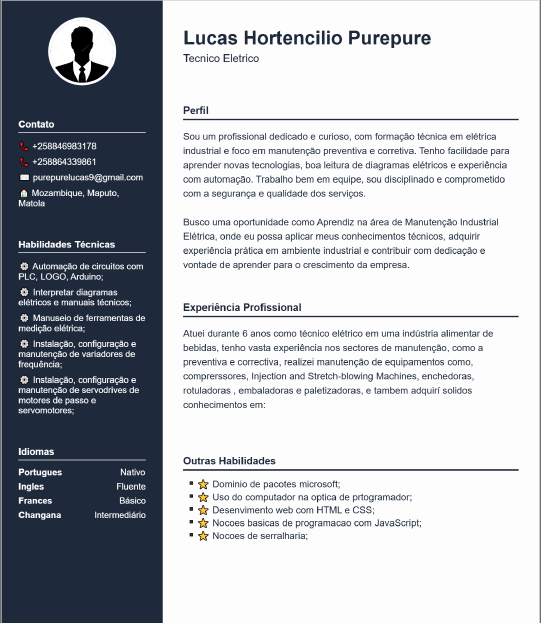 Lucas Hortencilio Purepure
Tecnico Eletrico
Contato
+258846983178
+258864339861
purepurelucas9@gmail.com
Mozambique, Maputo,
Matola
Habilidades Técnicas
Automação de circuitos com
PLC, LOGO, Arduino;
Interpretar diagramas
elétricos e manuais técnicos;
Manuseio de ferramentas de
medição elétrica;
Instalação, configuração e
manutenção de variadores de
frequência;
Instalação, configuração e
manutenção de servodrives de
motores de passo e
servomotores;
Idiomas
Portugues Nativo
Ingles Fluente
Frances Básico
Changana Intermediário
Perfil
Sou um profissional dedicado e curioso, com formação técnica em elétrica
industrial e foco em manutenção preventiva e corretiva. Tenho facilidade para
aprender novas tecnologias, boa leitura de diagramas elétricos e experiência
com automação. Trabalho bem em equipe, sou disciplinado e comprometido
com a segurança e qualidade dos serviços.
Busco uma oportunidade como Aprendiz na área de Manutenção Industrial
Elétrica, onde eu possa aplicar meus conhecimentos técnicos, adquirir
experiência prática em ambiente industrial e contribuir com dedicação e
vontade de aprender para o crescimento da empresa.
Experiência Profissional
Atuei durante 6 anos como técnico elétrico em uma indústria alimentar de
bebidas, tenho vasta experiência nos sectores de manutenção, como a
preventiva e correctiva, realizei manutenção de equipamentos como,
comprerssores, Injection and Stretch-blowing Machines, enchedoras,
rotuladoras , embaladoras e paletizadoras, e tambem adquirí solidos
conhecimentos em:
Outras Habilidades
Dominio de pacotes microsoft;
Uso do computador na optica de prtogramador;
Desenvimento web com HTML e CSS;
Nocoes basicas de programacao com JavaScript;
Nocoes de serralharia;